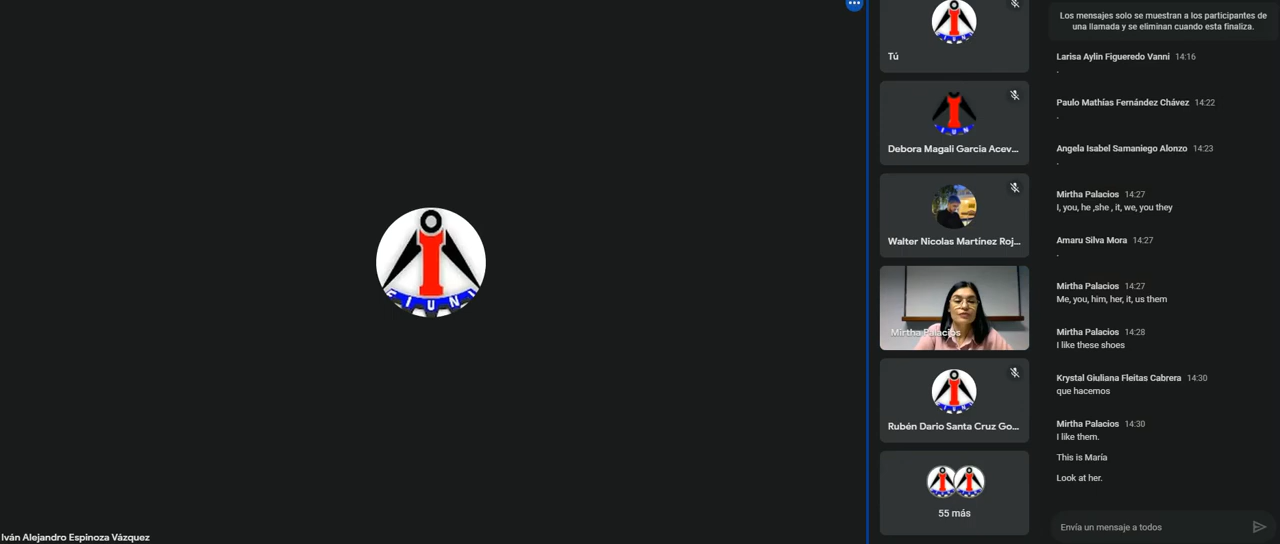 Iván Alejandro Espinoza Vázquez
Tú
Debora Magali Garcia Acev...
Walter Nicolas Martínez Roj...
Mirtha Palacios
Rubén Dario Santa Cruz Go...
55 más
Los mensajes solo se muestran a los participantes de
una llamada y se eliminan cuando esta finaliza.
Larisa Aylin Figueredo Vanni 14:16
.
Paulo Mathías Fernández Chávez 14:22
.
Angela Isabel Samaniego Alonzo 14:23
.
Mirtha Palacios 14:27
I, you, he ,she , it, we, you they
Amaru Silva Mora 14:27
.
Mirtha Palacios 14:27
Me, you, him, her, it, us them
Mirtha Palacios 14:28
I like these shoes
Krystal Giuliana Fleitas Cabrera 14:30
que hacemos
Mirtha Palacios 14:30
I like them.
This is María
Look at her.
Envía un mensaje a todos